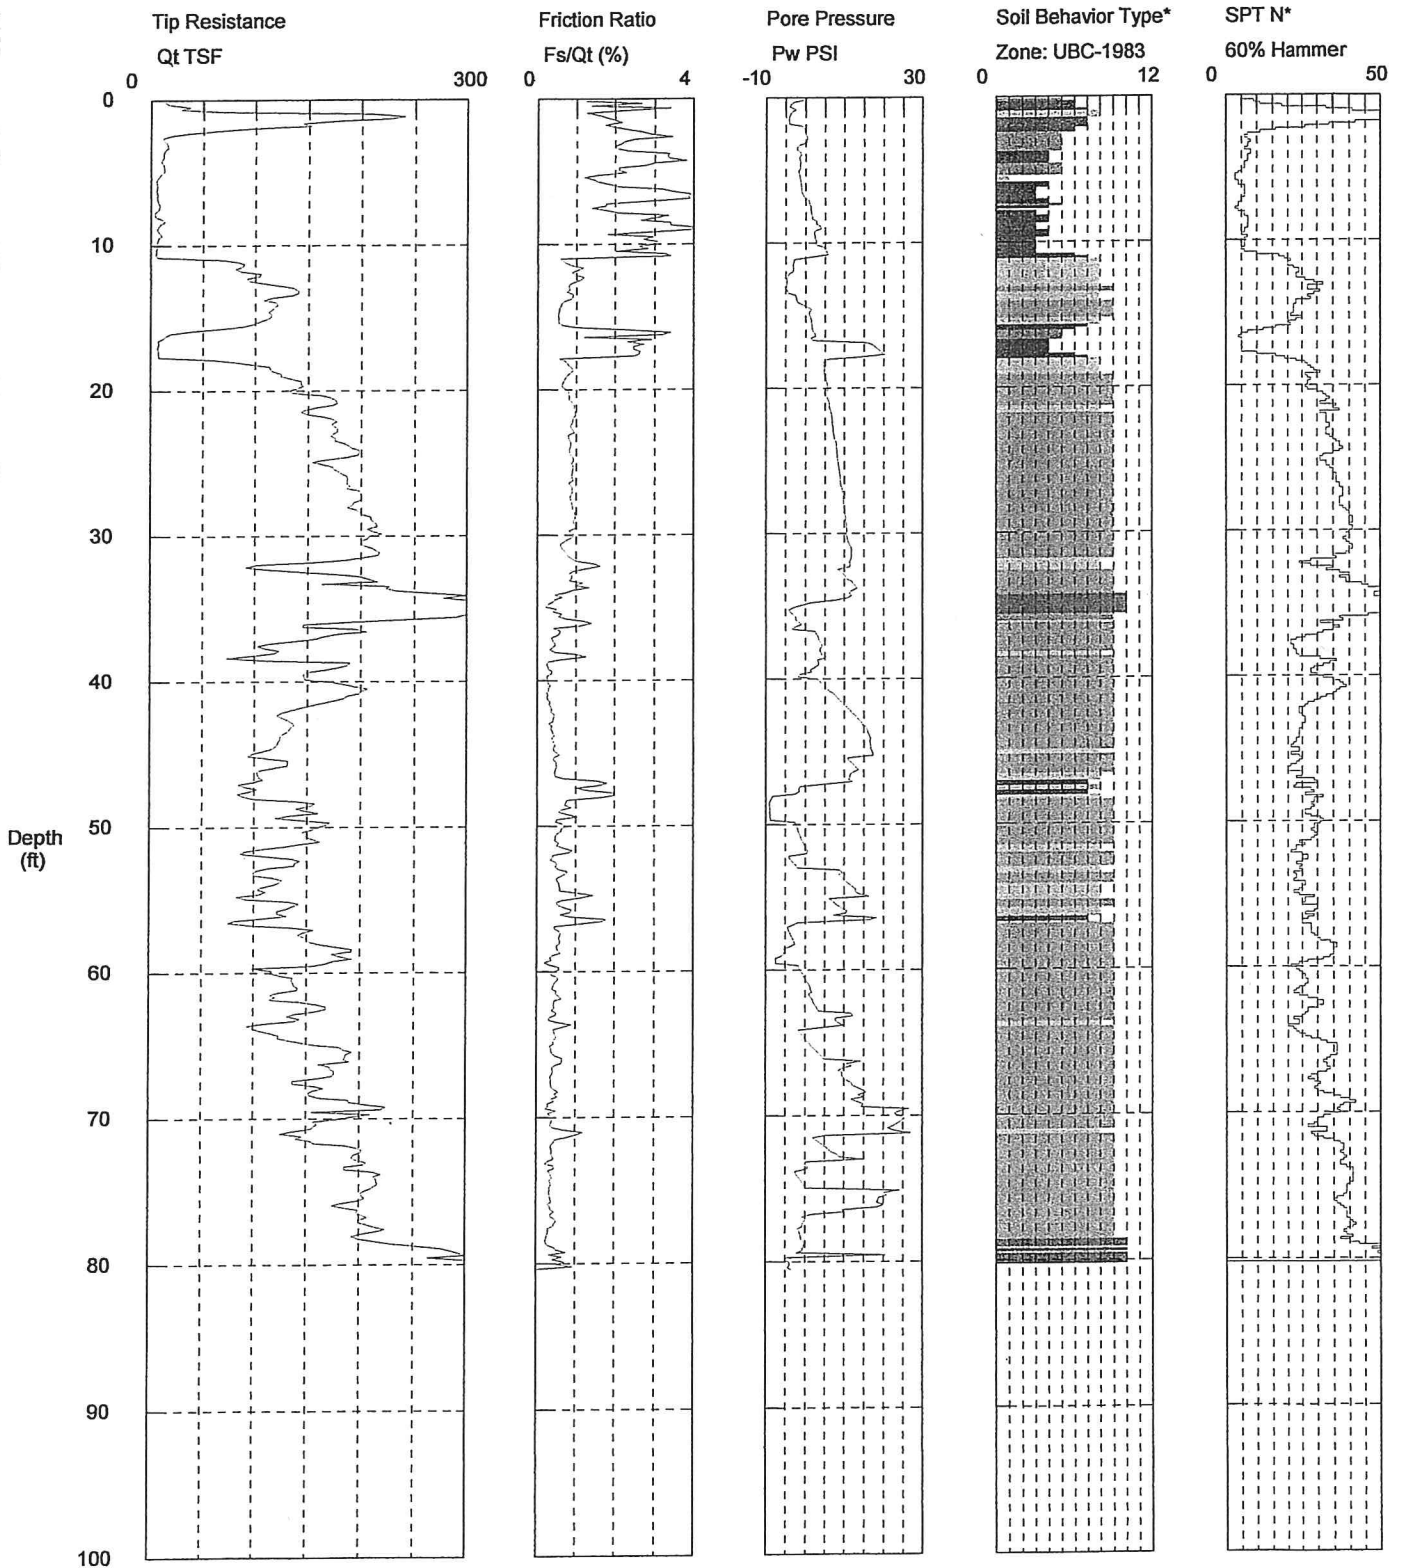 Tip Resistance
Qt TSF
0 300
Friction Ratio
Fs/Qt (%)
0 4
Pore Pressure
Pw PSI
-10 30
Soil Behavior Type*
Zone: UBC-1983
0 12
SPT N*
60% Hammer
0 50
0
10
20
30
40
50
Depth
(ft)
60
70
80
90
100